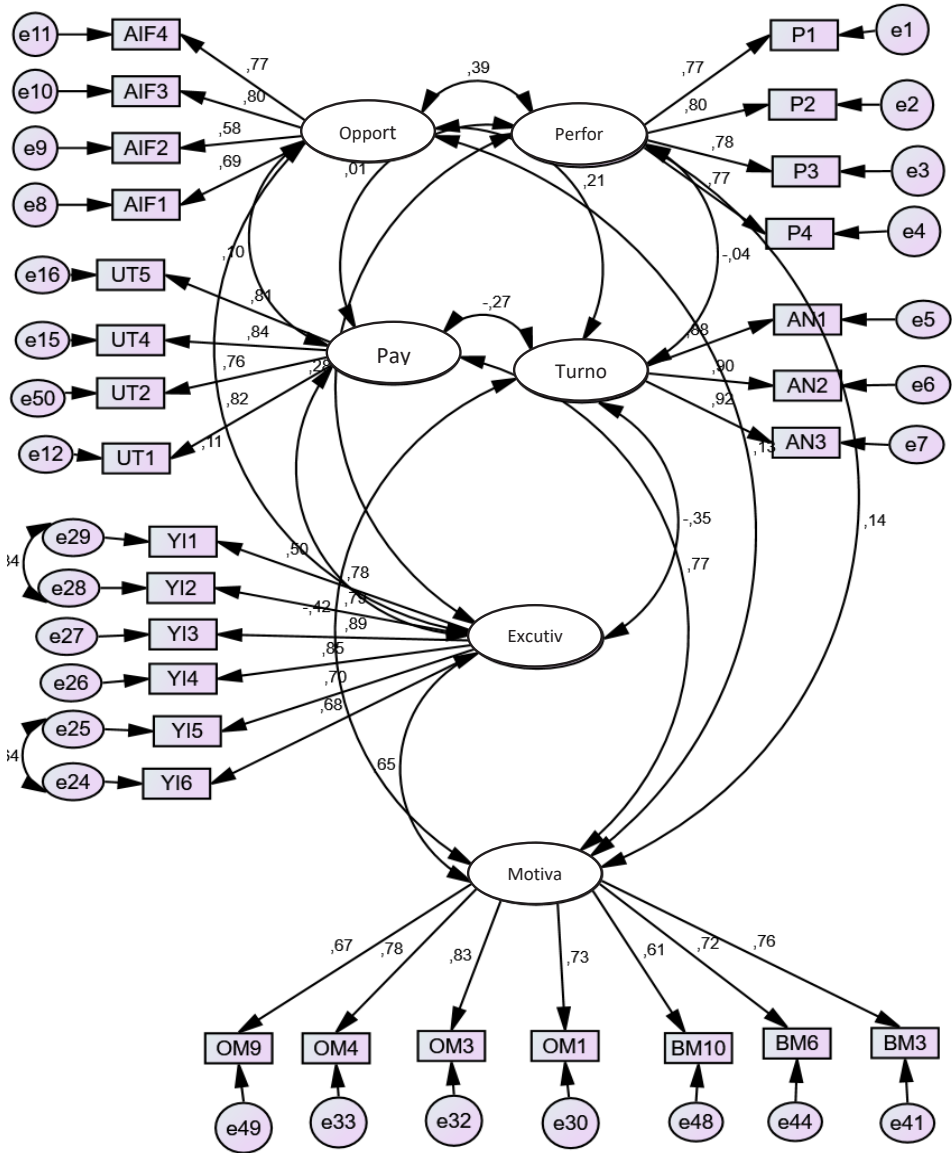 e11 AIF4 ,77
e10 AIF3 ,80
e9 AIF2 ,58
e8 AIF1 ,69
,39
Opport
Perfor
,77 P1 e1
,80 P2 e2
,78 P3 e3
,77 P4 e4
,01
,21
,10
-,04
e16 UT5 ,81
e15 UT4 ,84
e50 UT2 ,76
e12 UT1 ,82
,11
-,27
Pay
Turno
,88 AN1 e5
,90 AN2 e6
,92 AN3 e7
,13
,14
-,35
,77
e29 YI1 ,78
e28 YI2 ,79
e27 YI3 ,89
e26 YI4 ,85
e25 YI5 ,70
e24 YI6 ,68
,50
-,42
Excutiv
65
Motiva
,67 ,78 ,83 ,73 ,61 ,72 ,76
OM9 OM4 OM3 OM1 BM10 BM6 BM3
e49 e33 e32 e30 e48 e44 e41